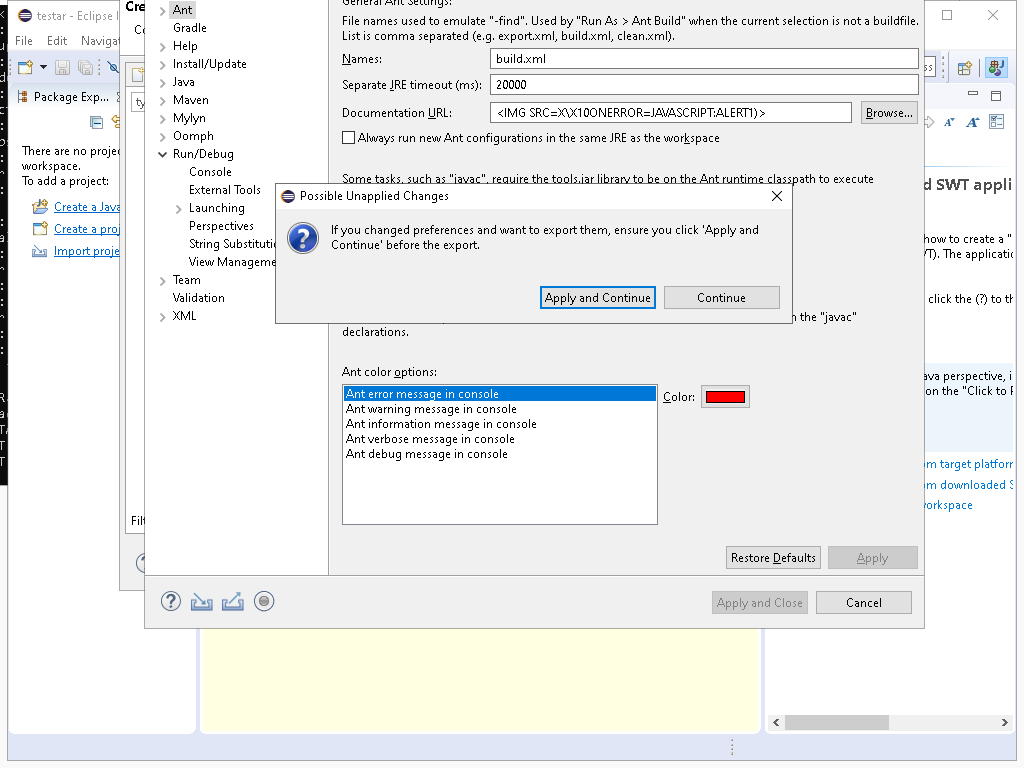 testar - Eclipse I
File Edit Navigat
Package Exp...
There are no projec
workspace.
To add a project:
Create a Java
Create a proj
Import proje
Cre
ty
Filt
Ant
Gradle
Help
Install/Update
Java
Maven
Mylyn
Oomph
Run/Debug
Console
External Tools
Launching
Perspectives
String Substitutio
View Manageme
Team
Validation
XML
General Ant Settings:
File names used to emulate "-find". Used by "Run As > Ant Build" when the current selection is not a buildfile.
List is comma separated (e.g. export.xml, build.xml, clean.xml).
Names: build.xml
Separate JRE timeout (ms): 20000
Documentation URL: <IMG SRC=X\X10ONERROR=JAVASCRIPT:ALERT1)> Browse...
Always run new Ant configurations in the same JRE as the workspace
Some tasks, such as "javac", require the tools.jar library to be on the Ant runtime classpath to execute
Possible Unapplied Changes
If you changed preferences and want to export them, ensure you click 'Apply and
Continue' before the export.
Apply and Continue Continue
n the "javac"
declarations.
Ant color options:
Ant error message in console
Ant warning message in console
Ant information message in console
Ant verbose message in console
Ant debug message in console
Color:
Restore Defaults Apply
Apply and Close Cancel
d SWT appli
how to create a "
/T). The applicatio
click the (?) to th
ava perspective, i
on the "Click to P
om target platform
om downloaded S
workspace